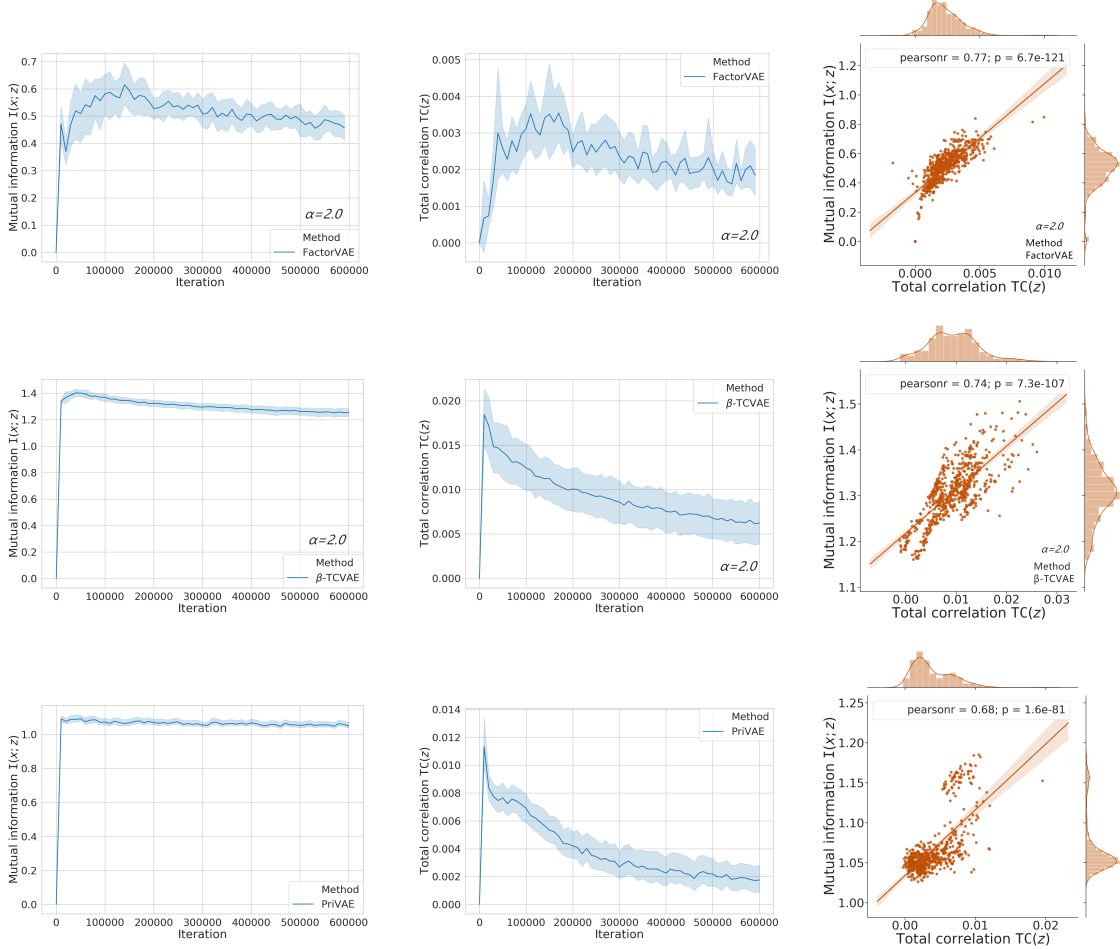 Mutual information I(x; z)
0.7
0.6
0.5
0.4
0.3
0.2
0.1
0.0
α=2.0
Method
FactorVAE
0 100000 200000 300000 400000 500000 600000
Iteration
Total correlation TC(z)
0.005
0.004
0.003
0.002
0.001
0.000
Method
FactorVAE
α=2.0
0 100000 200000 300000 400000 500000 600000
Iteration
Mutual information I(x; z)
1.2
1.0
0.8
0.6
0.4
0.2
0.0
pearsonr = 0.77; p = 6.7e-121
α=2.0
Method
FactorVAE
0.000 0.005 0.010
Total correlation TC(z)
Mutual information I(x; z)
1.4
1.2
1.0
0.8
0.6
0.4
0.2
0.0
α=2.0
Method
β-TCVAE
0 100000 200000 300000 400000 500000 600000
Iteration
Total correlation TC(z)
0.020
0.015
0.010
0.005
0.000
Method
β-TCVAE
α=2.0
0 100000 200000 300000 400000 500000 600000
Iteration
Mutual information I(x; z)
1.5
1.4
1.3
1.2
1.1
pearsonr = 0.74; p = 7.3e-107
α=2.0
Method
β-TCVAE
0.00 0.01 0.02 0.03
Total correlation TC(z)
Mutual information I(x; z)
1.0
0.8
0.6
0.4
0.2
0.0
Method
PriVAE
0 100000 200000 300000 400000 500000 600000
Iteration
Total correlation TC(z)
0.014
0.012
0.010
0.008
0.006
0.004
0.002
0.000
Method
PriVAE
0 100000 200000 300000 400000 500000 600000
Iteration
Mutual information I(x; z)
1.25
1.20
1.15
1.10
1.05
1.00
pearsonr = 0.68; p = 1.6e-81
0.00 0.01 0.02
Total correlation TC(z)